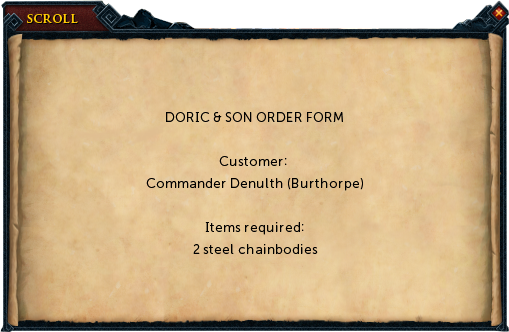 SCROLL
DORIC & SON ORDER FORM
Customer:
Commander Denulth (Burthorpe)
Items required:
2 steel chainbodies